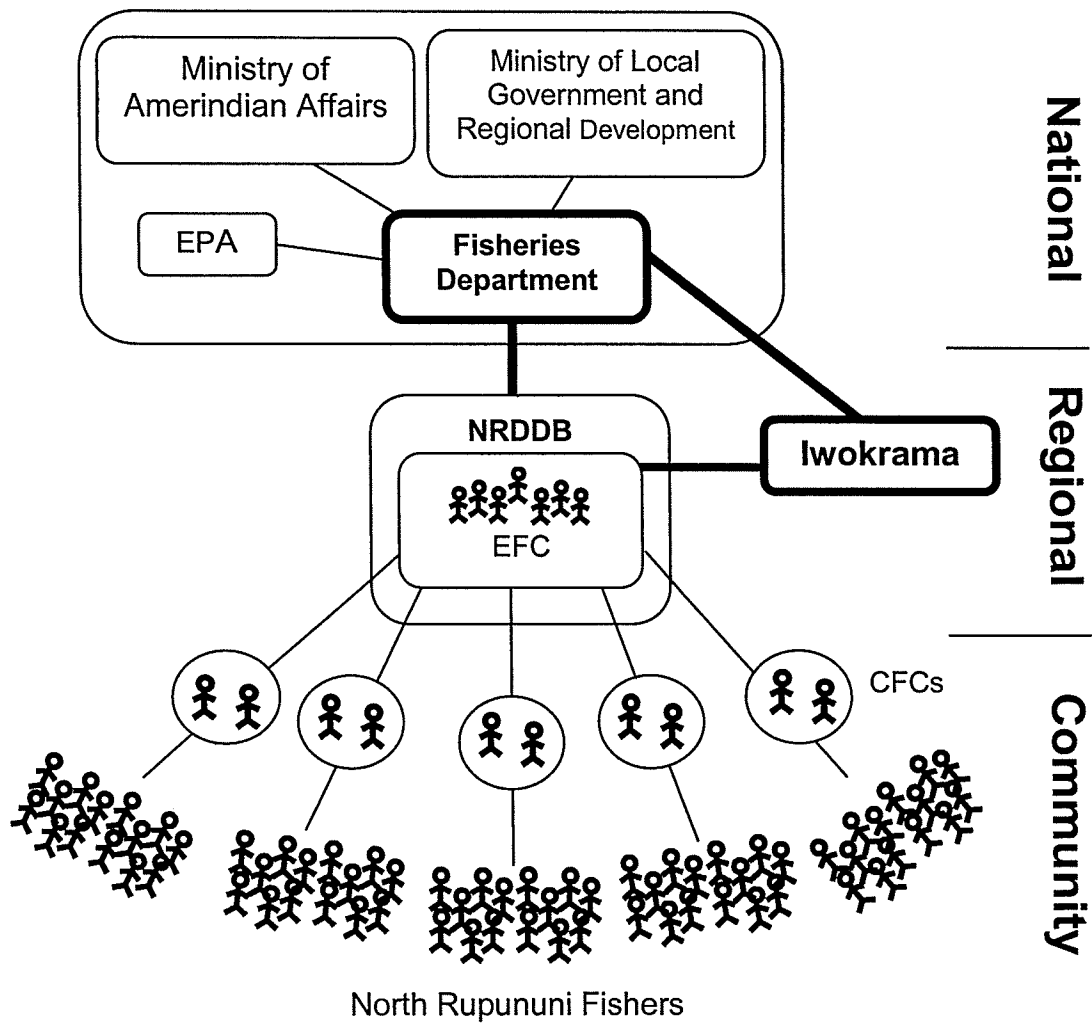 Ministry of
Amerindian Affairs
Ministry of Local
Government and
Regional Development
EPA
Fisheries
Department
National
NRDDB
EFC
Iwokrama
Regional
CFCs
Community
North Rupununi Fishers